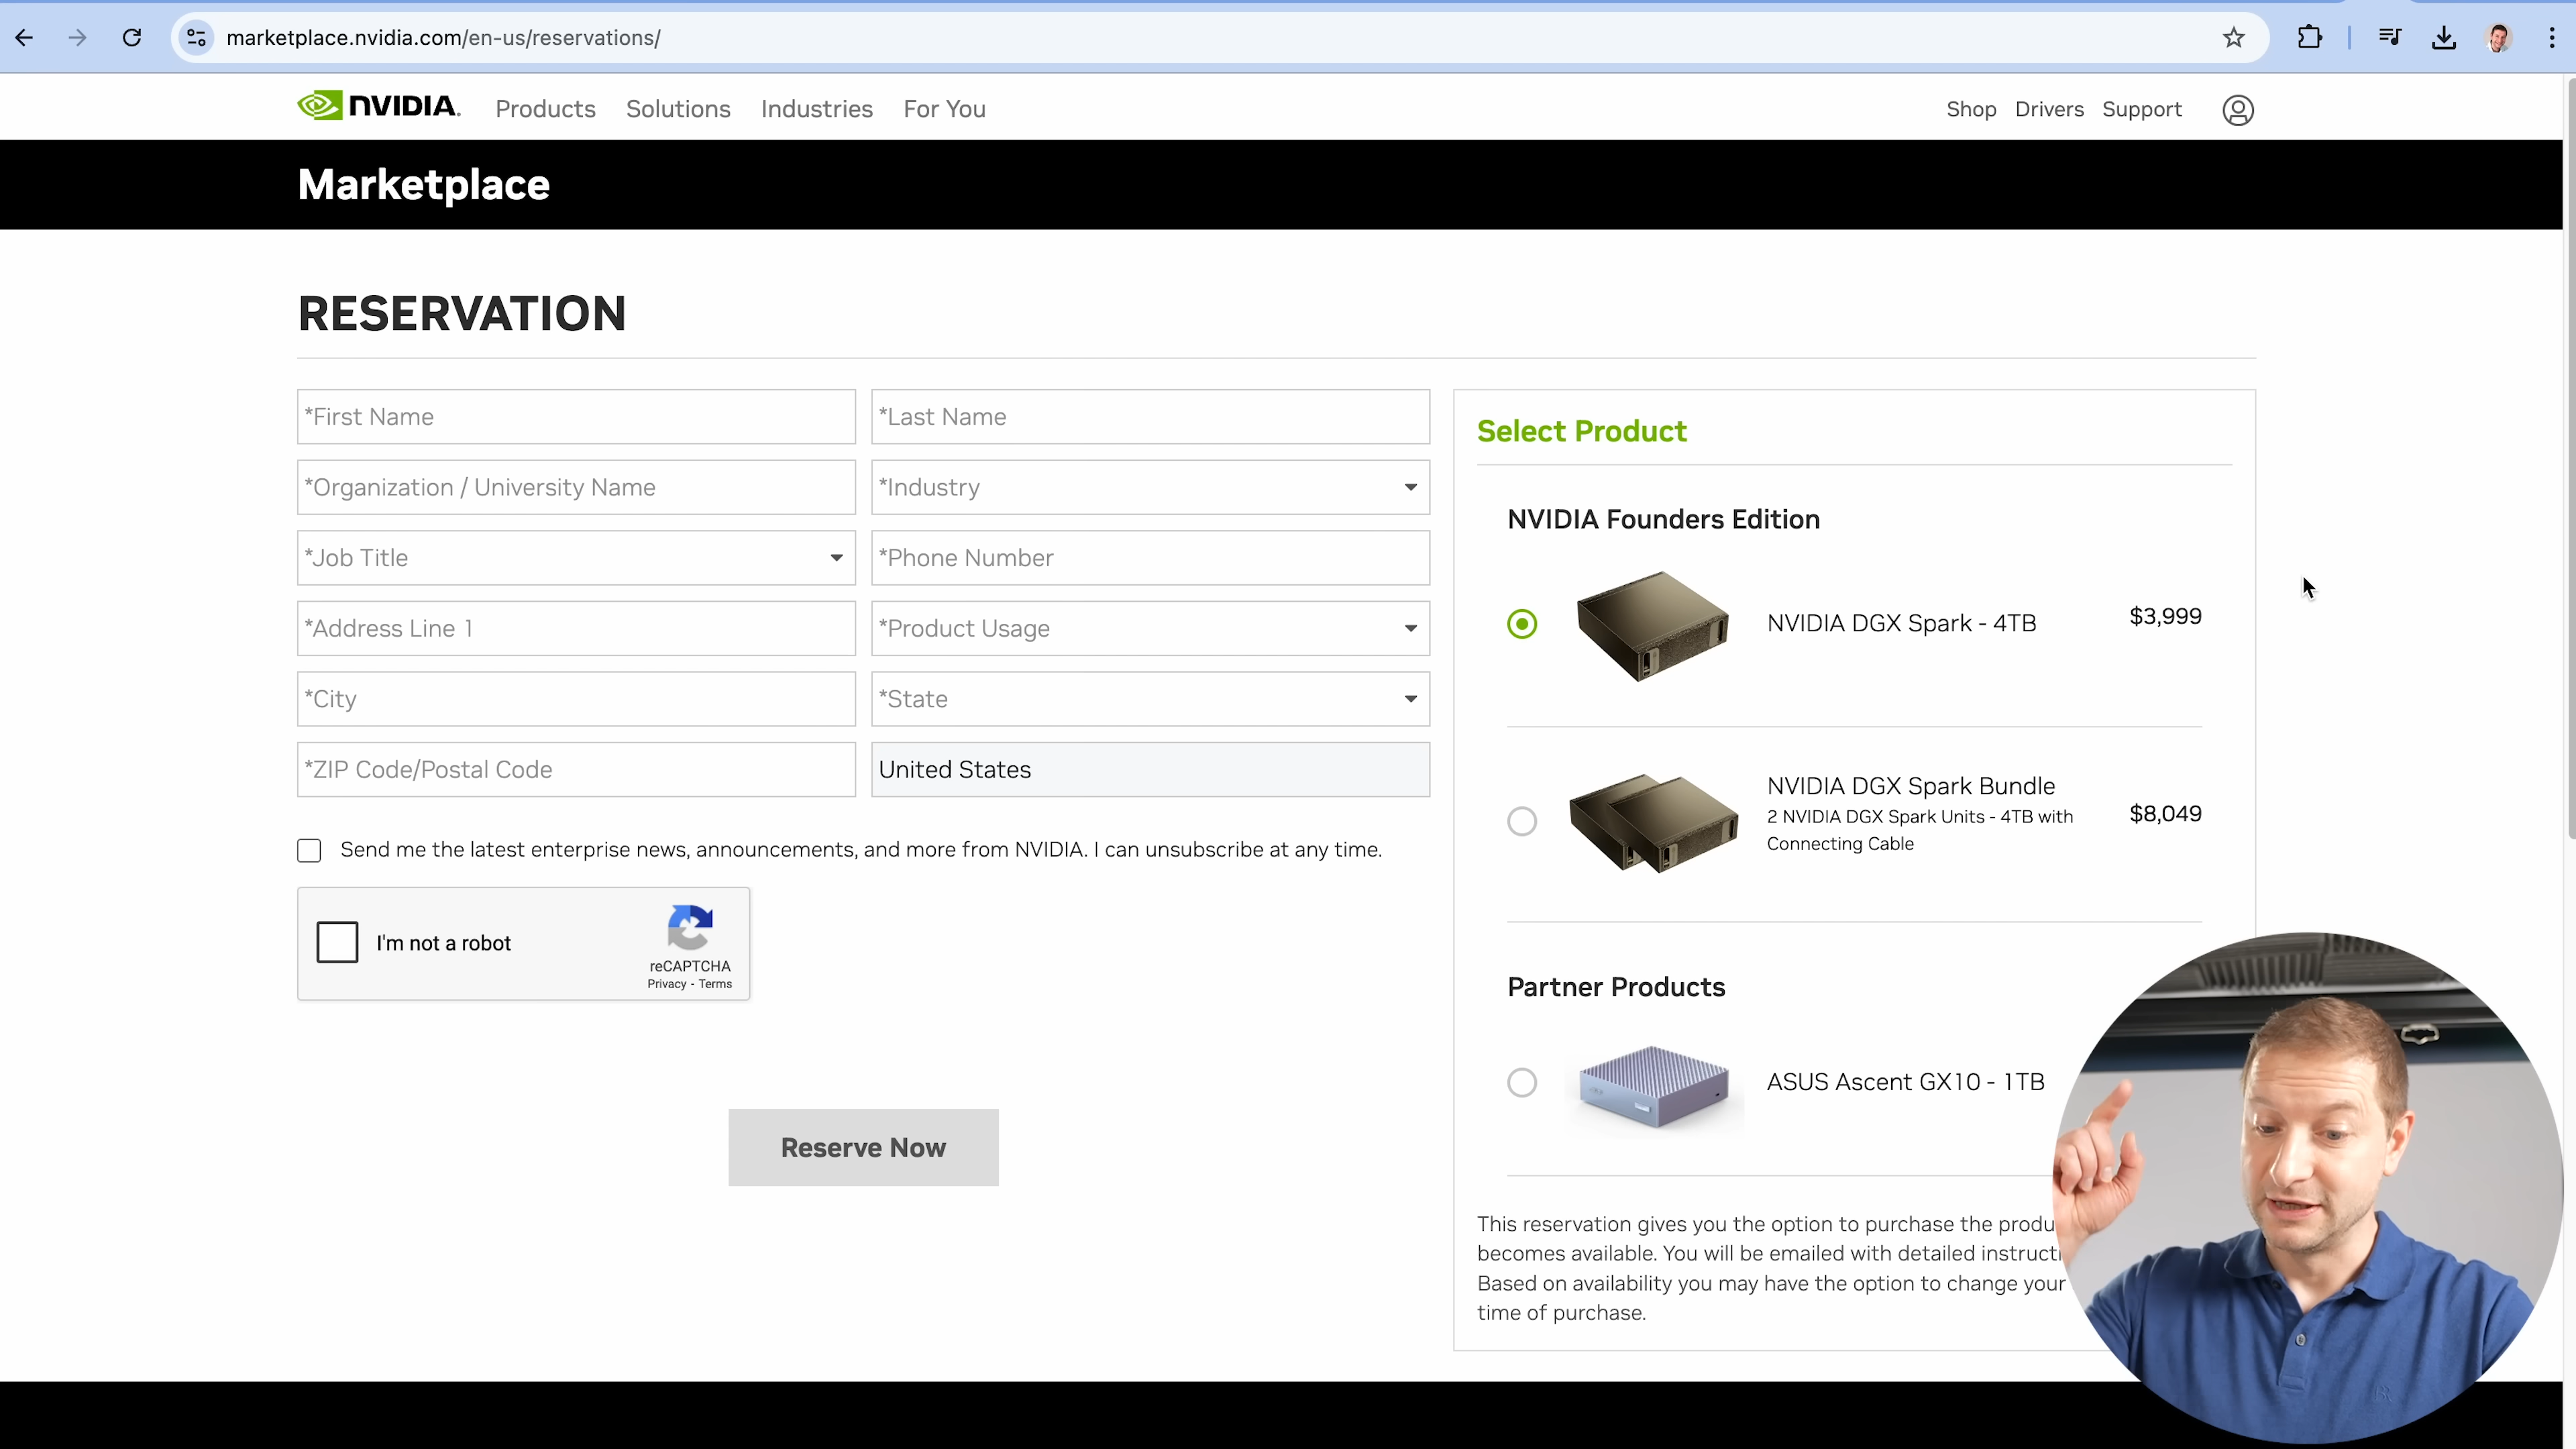 marketplace.nvidia.com/en-us/reservations/
NVIDIA.
Products
Solutions
Industries
For You
Shop
Drivers
Support
Marketplace
RESERVATION
*First Name
*Last Name
*Organization / University Name
*Industry
*Job Title
*Phone Number
*Address Line 1
*Product Usage
*City
*State
*ZIP Code/Postal Code
United States
Send me the latest enterprise news, announcements, and more from NVIDIA. I can unsubscribe at any time.
I'm not a robot
reCAPTCHA
Privacy - Terms
Reserve Now
Select Product
NVIDIA Founders Edition
NVIDIA DGX Spark - 4TB
$3,999
NVIDIA DGX Spark Bundle
2 NVIDIA DGX Spark Units - 4TB with
Connecting Cable
$8,049
Partner Products
ASUS Ascent GX10 - 1TB
This reservation gives you the option to purchase the
becomes available. You will be emailed with detailed
Based on availability you may have the option to change your
time of purchase.